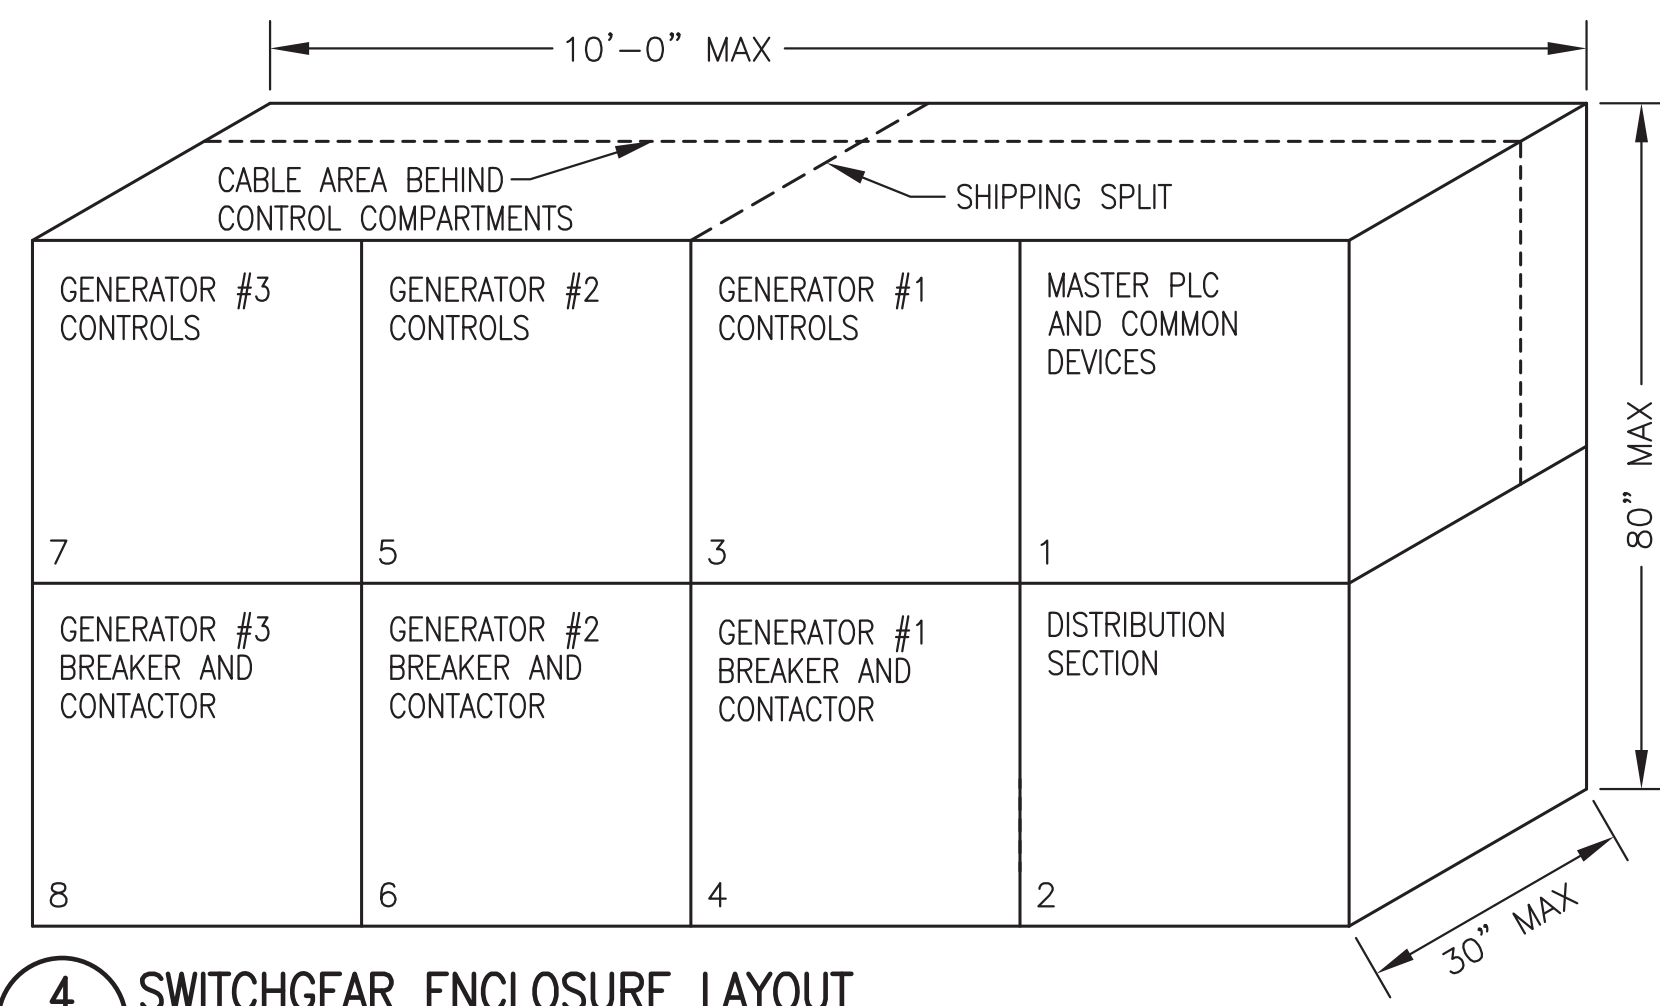 10'-0" MAX
CABLE AREA BEHIND
CONTROL COMPARTMENTS
SHIPPING SPLIT
GENERATOR #3
CONTROLS
7
GENERATOR #2
CONTROLS
5
GENERATOR #1
CONTROLS
3
MASTER PLC
AND COMMON
DEVICES
1
80" MAX
GENERATOR #3
BREAKER AND
CONTACTOR
8
GENERATOR #2
BREAKER AND
CONTACTOR
6
GENERATOR #1
BREAKER AND
CONTACTOR
4
DISTRIBUTION
SECTION
2
30" MAX
4
SWITCHGEAR ENCLOSURE LAYOUT